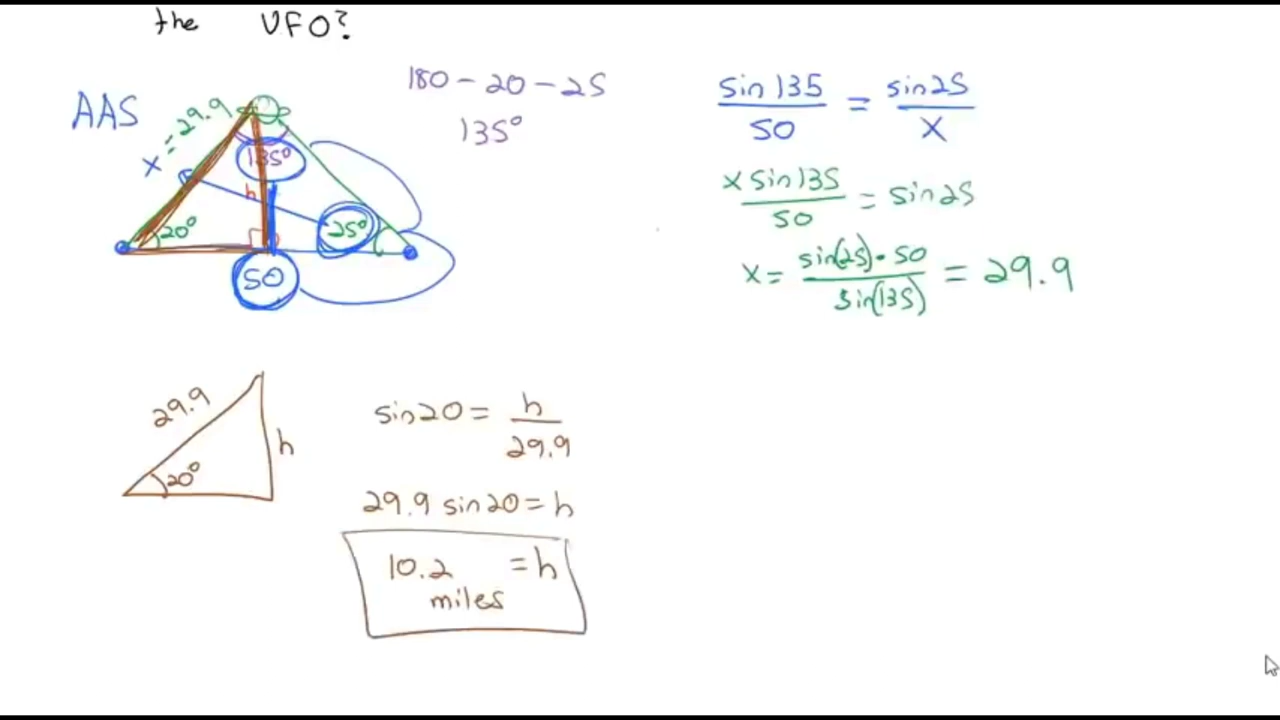 the UFO?
AAS
x = 29.9
135°
h
20°
25°
50
180 - 20 - 25
135°
sin 135 / 50 = sin 25 / x
x sin 135 / 50 = sin 25
x = sin(25) • 50 / sin(135) = 29.9
29.9
h
20°
sin 20 = h / 29.9
29.9 sin 20 = h
10.2 = h
miles